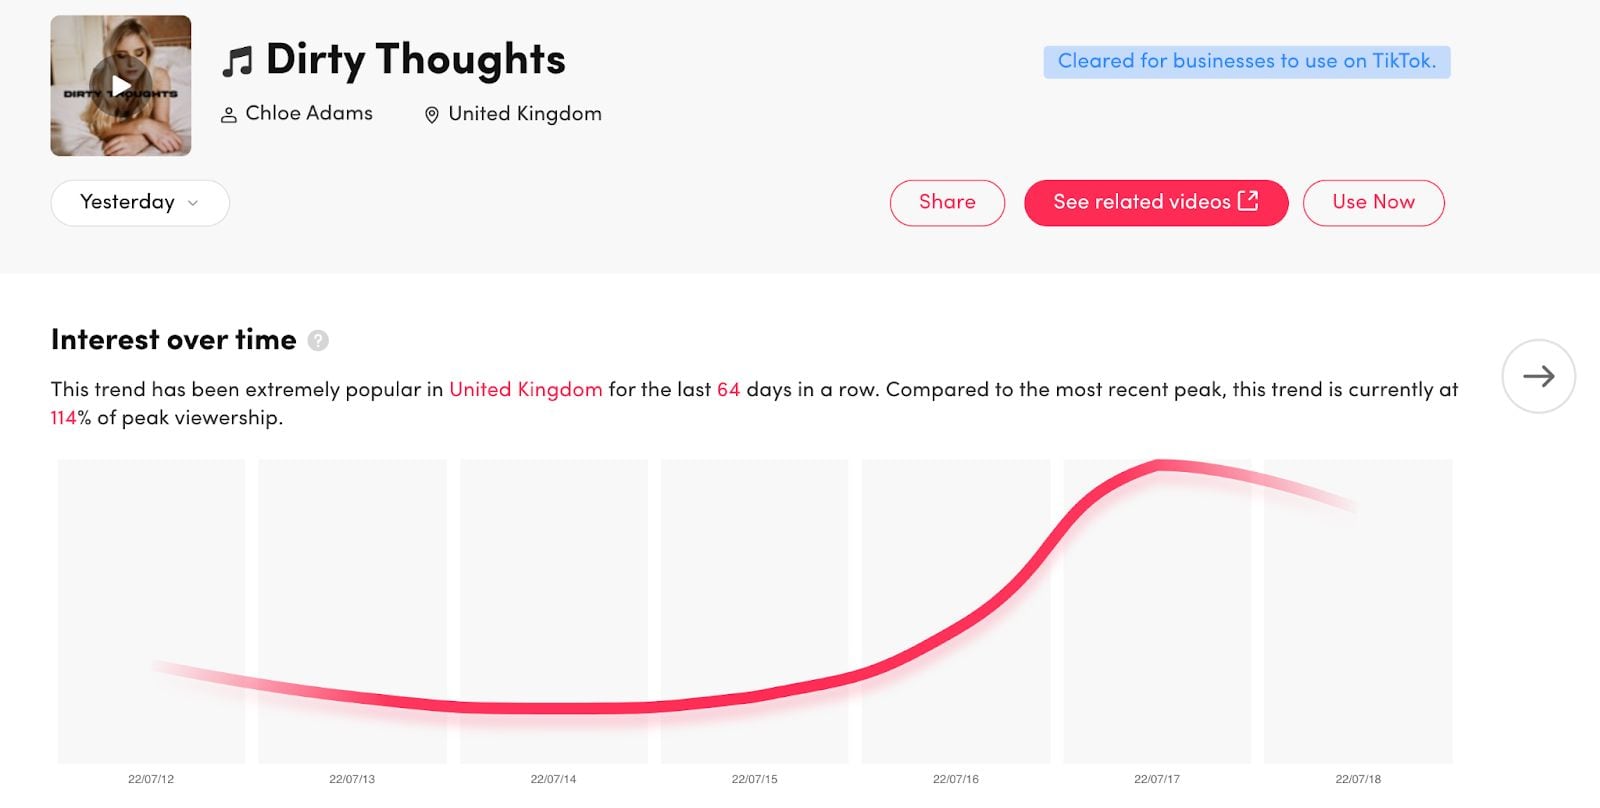 DIRTY THOUGHTS
Dirty Thoughts
Cleared for businesses to use on TikTok.
Chloe Adams United Kingdom
Yesterday
Share See related videos Use Now
Interest over time ?
This trend has been extremely popular in United Kingdom for the last 64 days in a row. Compared to the most recent peak, this trend is currently at
114% of peak viewership.
22/07/12 22/07/13 22/07/14 22/07/15 22/07/16 22/07/17 22/07/18